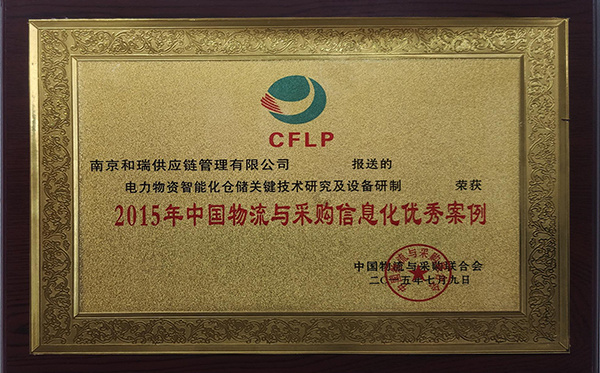 CFLP
南京和瑞供应链管理有限公司 报送的
电力物资智能化仓储关键技术研究及设备研制 荣获
2015年中国物流与采购信息化优秀案例
中国物流与采购联合会
二〇一五年七月九日